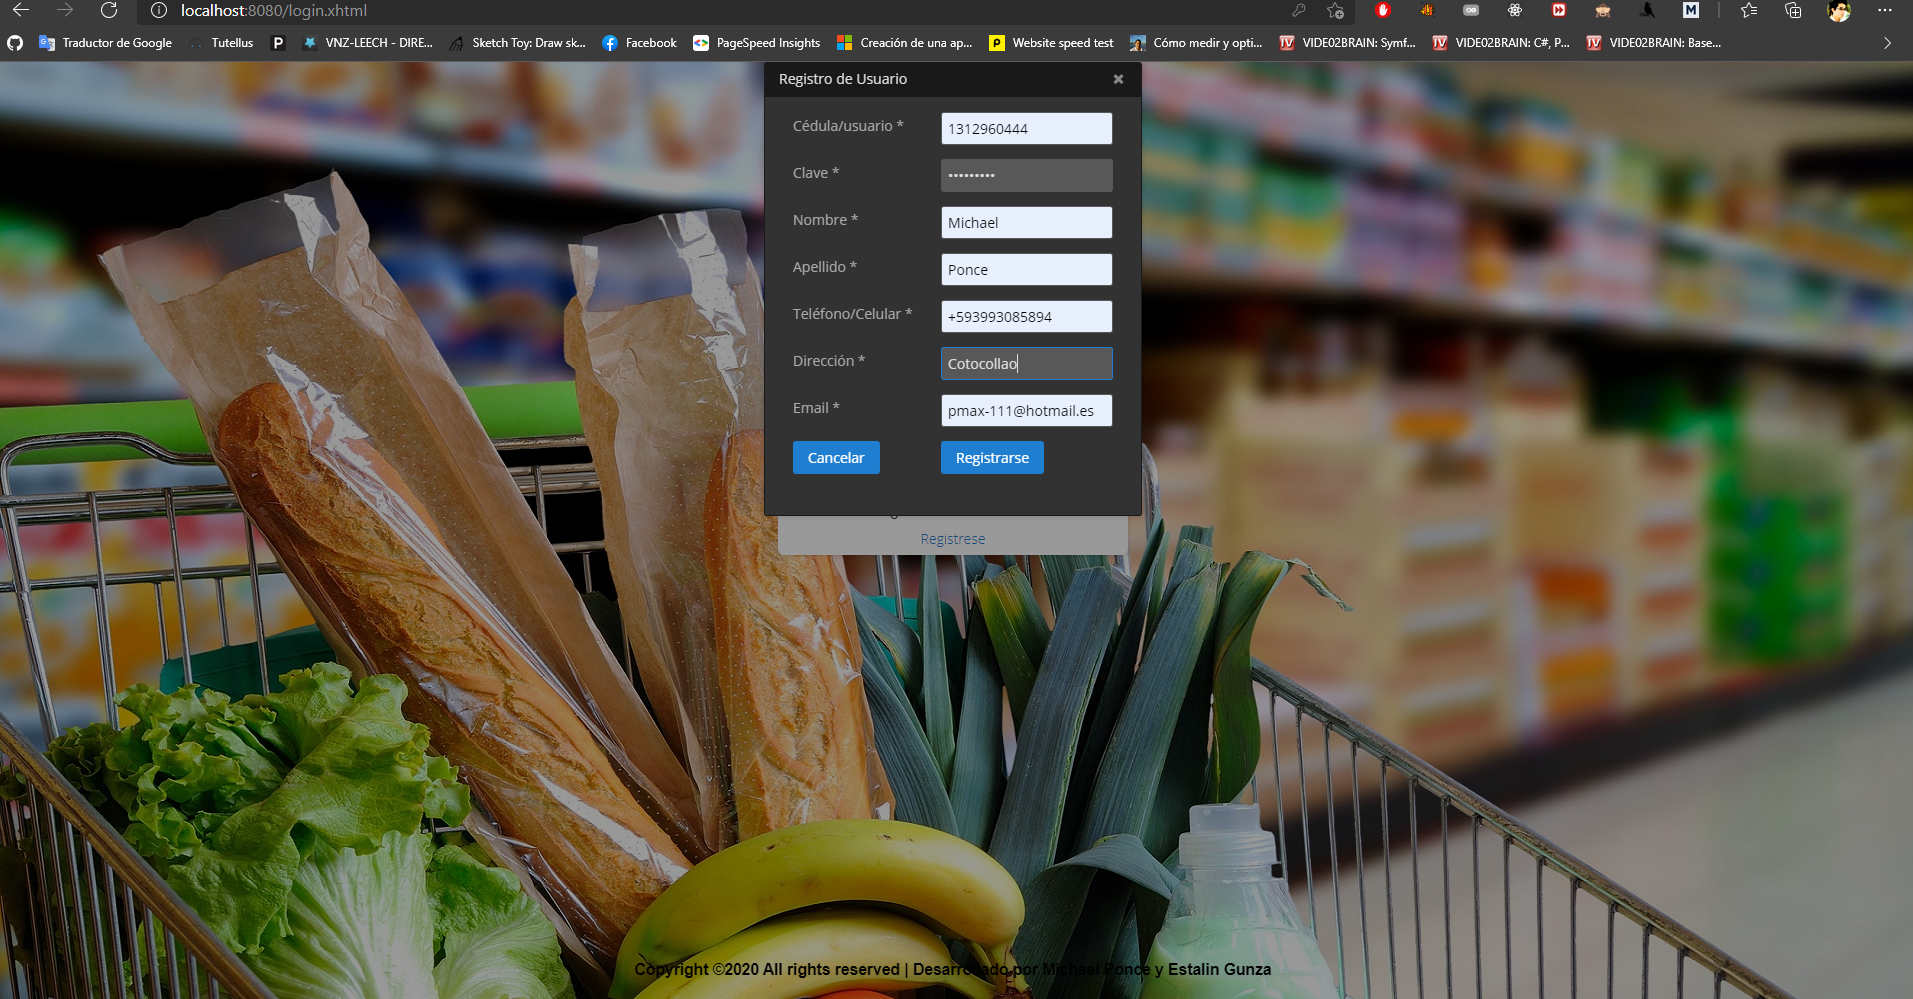 localhost:8080/login.xhtml
Traductor de Google Tutellus P VNZ-LEECH - DIRE... Sketch Toy: Draw sk... Facebook PageSpeed Insights Creación de una ap... Website speed test Cómo medir y opti... VIDEO2BRAIN: Symf... VIDEO2BRAIN: C#, P... VIDEO2BRAIN: Base...
Registro de Usuario
Cédula/usuario * 1312960444
Clave * •••••••••
Nombre * Michael
Apellido * Ponce
Teléfono/Celular * +593993085894
Dirección * Cotocollao
Email * pmax-111@hotmail.es
Cancelar Registrarse
Registrese
Copyright ©2020 All rights reserved | Desarrollado por Michael Ponce y Estalin Gunza